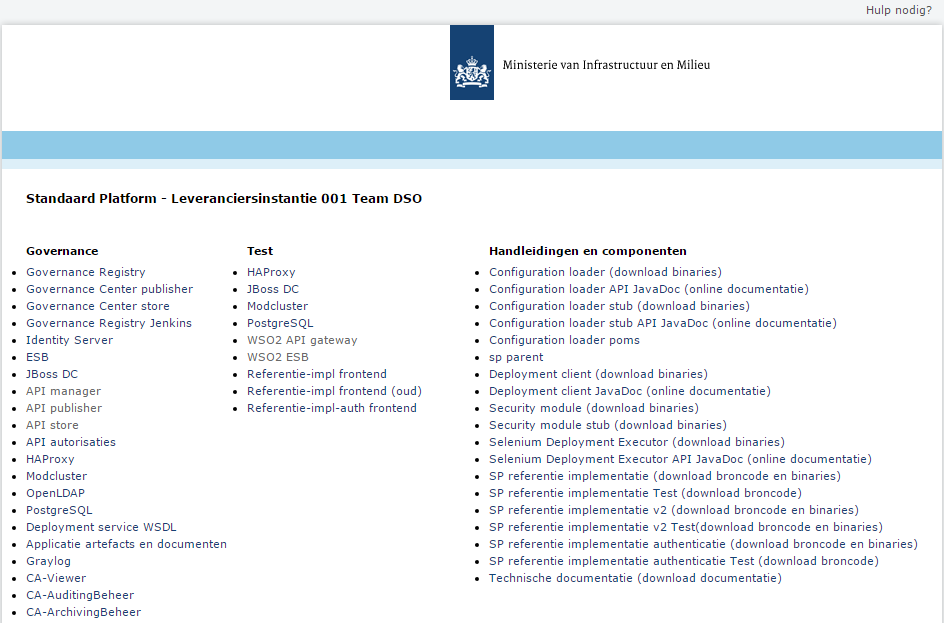 Hulp nodig?
Ministerie van Infrastructuur en Milieu
Standaard Platform - Leveranciersinstantie 001 Team DSO
Governance
Governance Registry
Governance Center publisher
Governance Center store
Governance Registry Jenkins
Identity Server
ESB
JBoss DC
API manager
API publisher
API store
API autorisaties
HAProxy
Modcluster
OpenLDAP
PostgreSQL
Deployment service WSDL
Applicatie artefacts en documenten
Graylog
CA-Viewer
CA-AuditingBeheer
CA-ArchivingBeheer
Test
HAProxy
JBoss DC
Modcluster
PostgreSQL
WSO2 API gateway
WSO2 ESB
Referentie-impl frontend
Referentie-impl frontend (oud)
Referentie-impl-auth frontend
Handleidingen en componenten
Configuration loader (download binaries)
Configuration loader API JavaDoc (online documentatie)
Configuration loader stub (download binaries)
Configuration loader stub API JavaDoc (online documentatie)
Configuration loader poms
sp parent
Deployment client (download binaries)
Deployment client JavaDoc (online documentatie)
Security module (download binaries)
Security module stub (download binaries)
Selenium Deployment Executor (download binaries)
Selenium Deployment Executor API JavaDoc (online documentatie)
SP referentie implementatie (download broncode en binaries)
SP referentie implementatie Test (download broncode)
SP referentie implementatie v2 (download broncode en binaries)
SP referentie implementatie v2 Test(download broncode en binaries)
SP referentie implementatie authenticatie (download broncode en binaries)
SP referentie implementatie authenticatie Test (download broncode)
Technische documentatie (download documentatie)